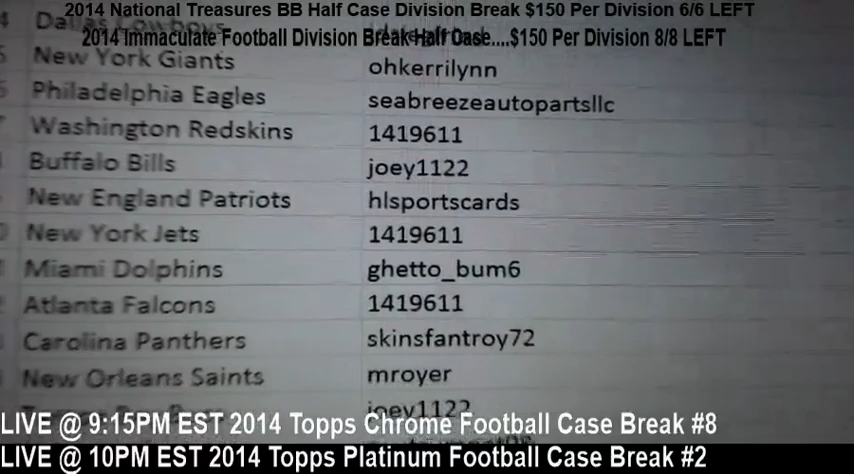 2014 National Treasures BB Half Case Division Break $150 Per Division 6/6 LEFT
2014 Immaculate Football Division Break Half Case....$150 Per Division 8/8 LEFT
Dallas Cowboys
New York Giants ohkerrilynn
Philadelphia Eagles seabreezeautopartsllc
Washington Redskins 1419611
Buffalo Bills joey1122
New England Patriots hlsportscards
New York Jets 1419611
Miami Dolphins ghetto_bum6
Atlanta Falcons 1419611
Carolina Panthers skinsfantroy72
New Orleans Saints mroyer
joey1122
LIVE @ 9:15PM EST 2014 Topps Chrome Football Case Break #8
LIVE @ 10PM EST 2014 Topps Platinum Football Case Break #2